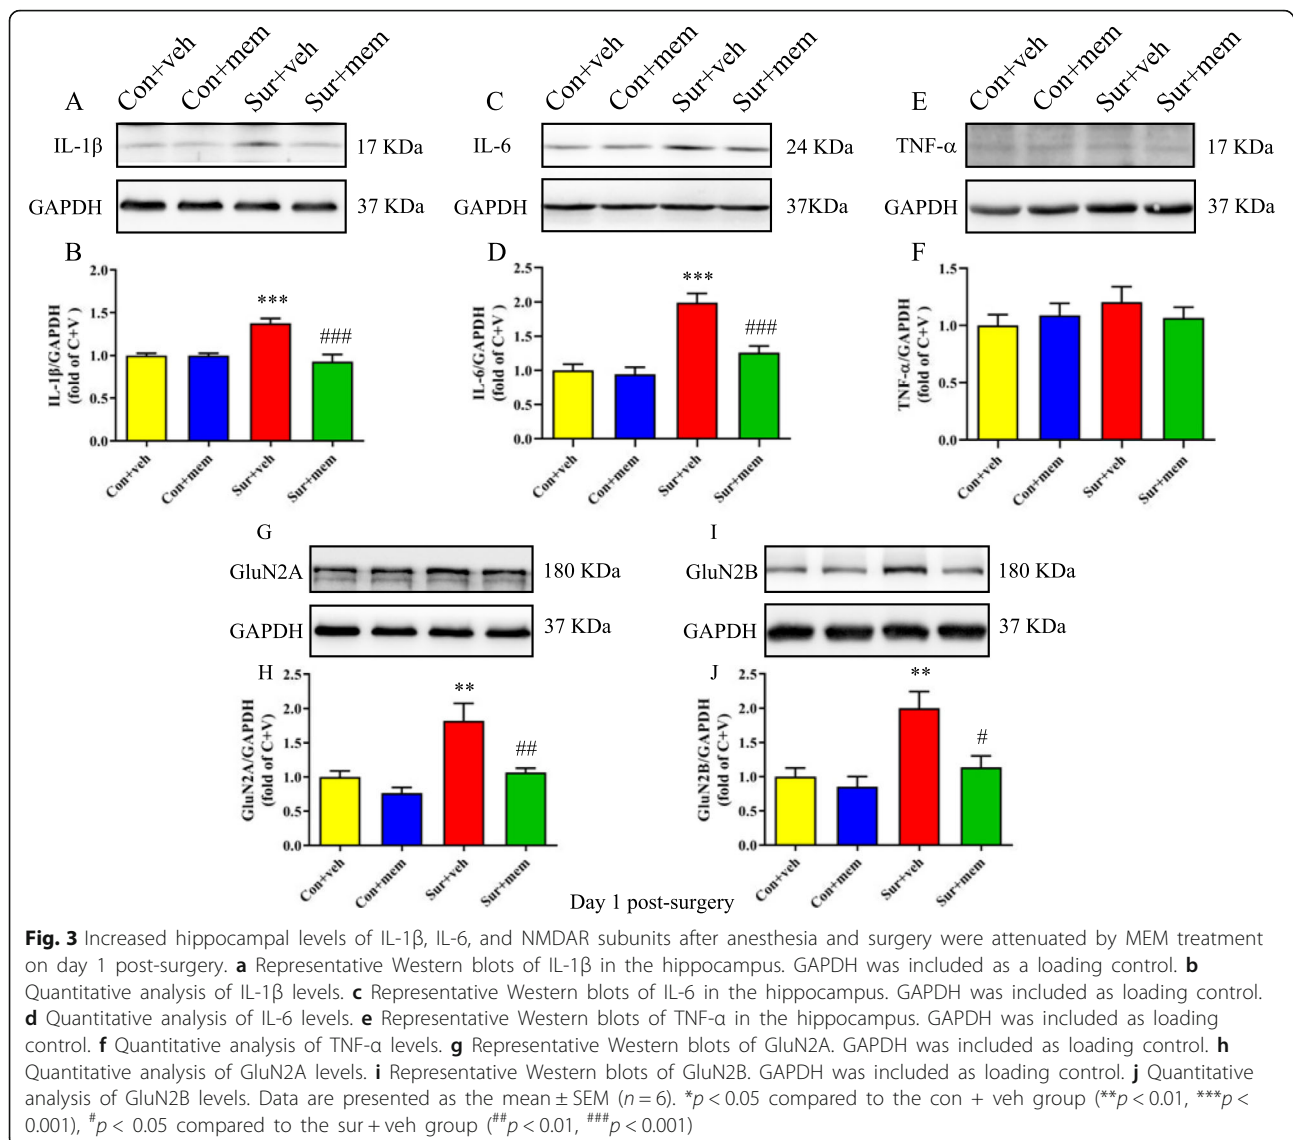 A
Con+veh
Con+mem
Sur+veh
Sur+mem
IL-1β
17 KDa
GAPDH
37 KDa
C
Con+veh
Con+mem
Sur+veh
Sur+mem
IL-6
24 KDa
GAPDH
37KDa
E
Con+veh
Con+mem
Sur+veh
Sur+mem
TNF-α
17 KDa
GAPDH
37 KDa
B
IL-1β/GAPDH
(fold of C+V )
2.0
1.5
1.0
0.5
0.0
***
###
Con+veh
Con+mem
Sur+veh
Sur+mem
D
IL-6/GAPDH
(fold of C+V )
2.5
2.0
1.5
1.0
0.5
0.0
***
###
Con+veh
Con+mem
Sur+veh
Sur+mem
F
TNF-α/GAPDH
(fold of C+V )
1.5
1.0
0.5
0.0
Con+veh
Con+mem
Sur+veh
Sur+mem
G
GluN2A
180 KDa
GAPDH
37 KDa
I
GluN2B
180 KDa
GAPDH
37 KDa
H
GluN2A/GAPDH
(fold of C+V)
2.5
2.0
1.5
1.0
0.5
0.0
**
##
Con+veh
Con+mem
Sur+veh
Sur+mem
J
GluN2B/GAPDH
(fold of C+V)
2.5
2.0
1.5
1.0
0.5
0.0
**
#
Con+veh
Con+mem
Sur+veh
Sur+mem
Day 1 post-surgery
Fig. 3 Increased hippocampal levels of IL-1β, IL-6, and NMDAR subunits after anesthesia and surgery were attenuated by MEM treatment
on day 1 post-surgery. a Representative Western blots of IL-1β in the hippocampus. GAPDH was included as a loading control. b
Quantitative analysis of IL-1β levels. c Representative Western blots of IL-6 in the hippocampus. GAPDH was included as loading control.
d Quantitative analysis of IL-6 levels. e Representative Western blots of TNF-α in the hippocampus. GAPDH was included as loading
control. f Quantitative analysis of TNF-α levels. g Representative Western blots of GluN2A. GAPDH was included as loading control. h
Quantitative analysis of GluN2A levels. i Representative Western blots of GluN2B. GAPDH was included as loading control. j Quantitative
analysis of GluN2B levels. Data are presented as the mean ± SEM (n = 6). *p < 0.05 compared to the con + veh group (**p < 0.01, ***p <
0.001), #p < 0.05 compared to the sur + veh group (##p < 0.01, ###p < 0.001)